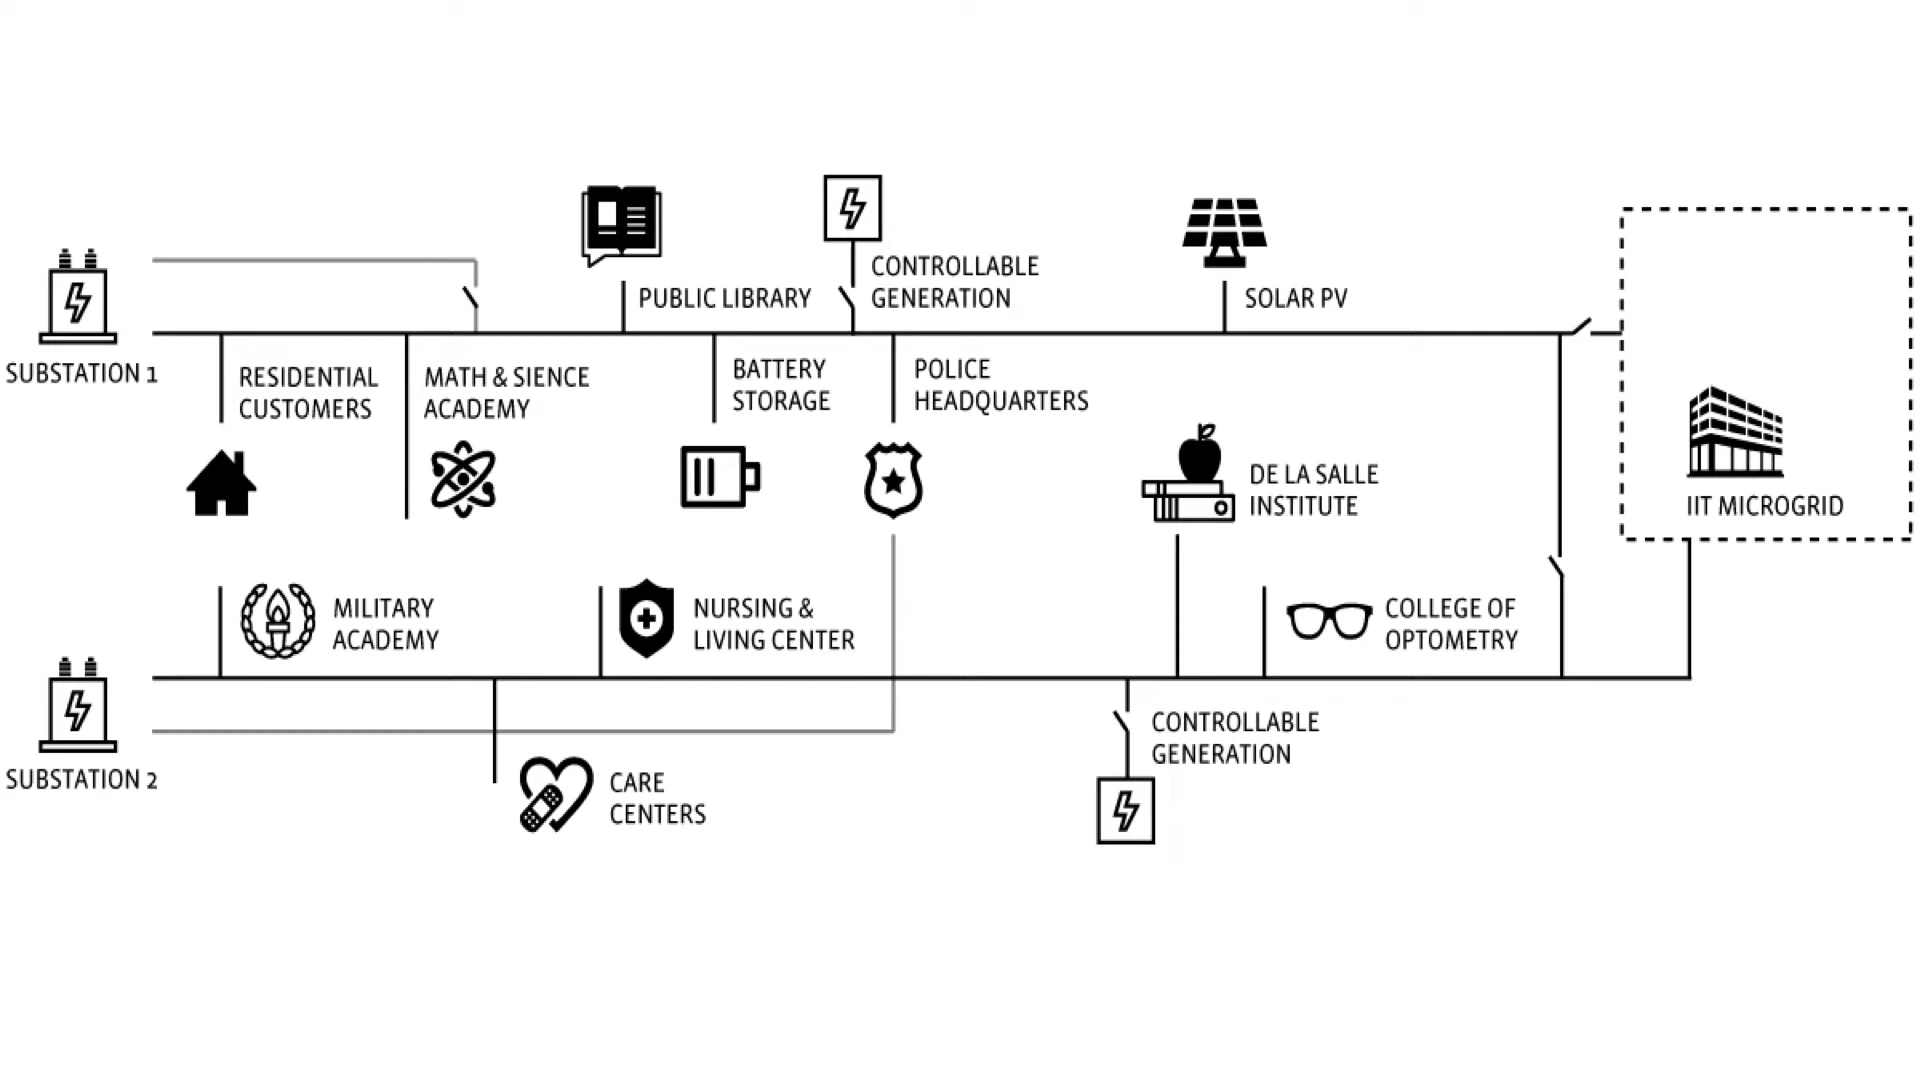 PUBLIC LIBRARY
CONTROLLABLE
GENERATION
SOLAR PV
SUBSTATION 1
RESIDENTIAL
CUSTOMERS
MATH & SIENCE
ACADEMY
BATTERY
STORAGE
POLICE
HEADQUARTERS
DE LA SALLE
INSTITUTE
IIT MICROGRID
MILITARY
ACADEMY
NURSING &
LIVING CENTER
COLLEGE OF
OPTOMETRY
SUBSTATION 2
CARE
CENTERS
CONTROLLABLE
GENERATION